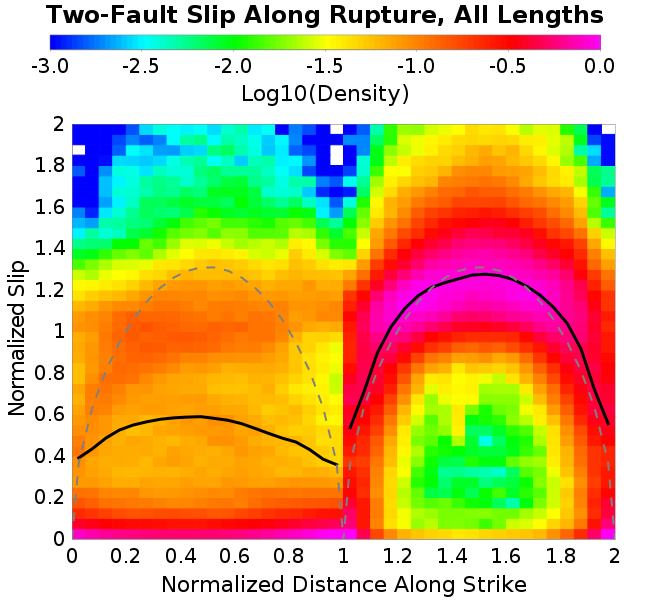 Two-Fault Slip Along Rupture, All Lengths
-3.0 -2.5 -2.0 -1.5 -1.0 -0.5 0.0
Log10(Density)
Normalized Slip
2
1.8
1.6
1.4
1.2
1
0.8
0.6
0.4
0.2
0
0 0.2 0.4 0.6 0.8 1 1.2 1.4 1.6 1.8 2
Normalized Distance Along Strike